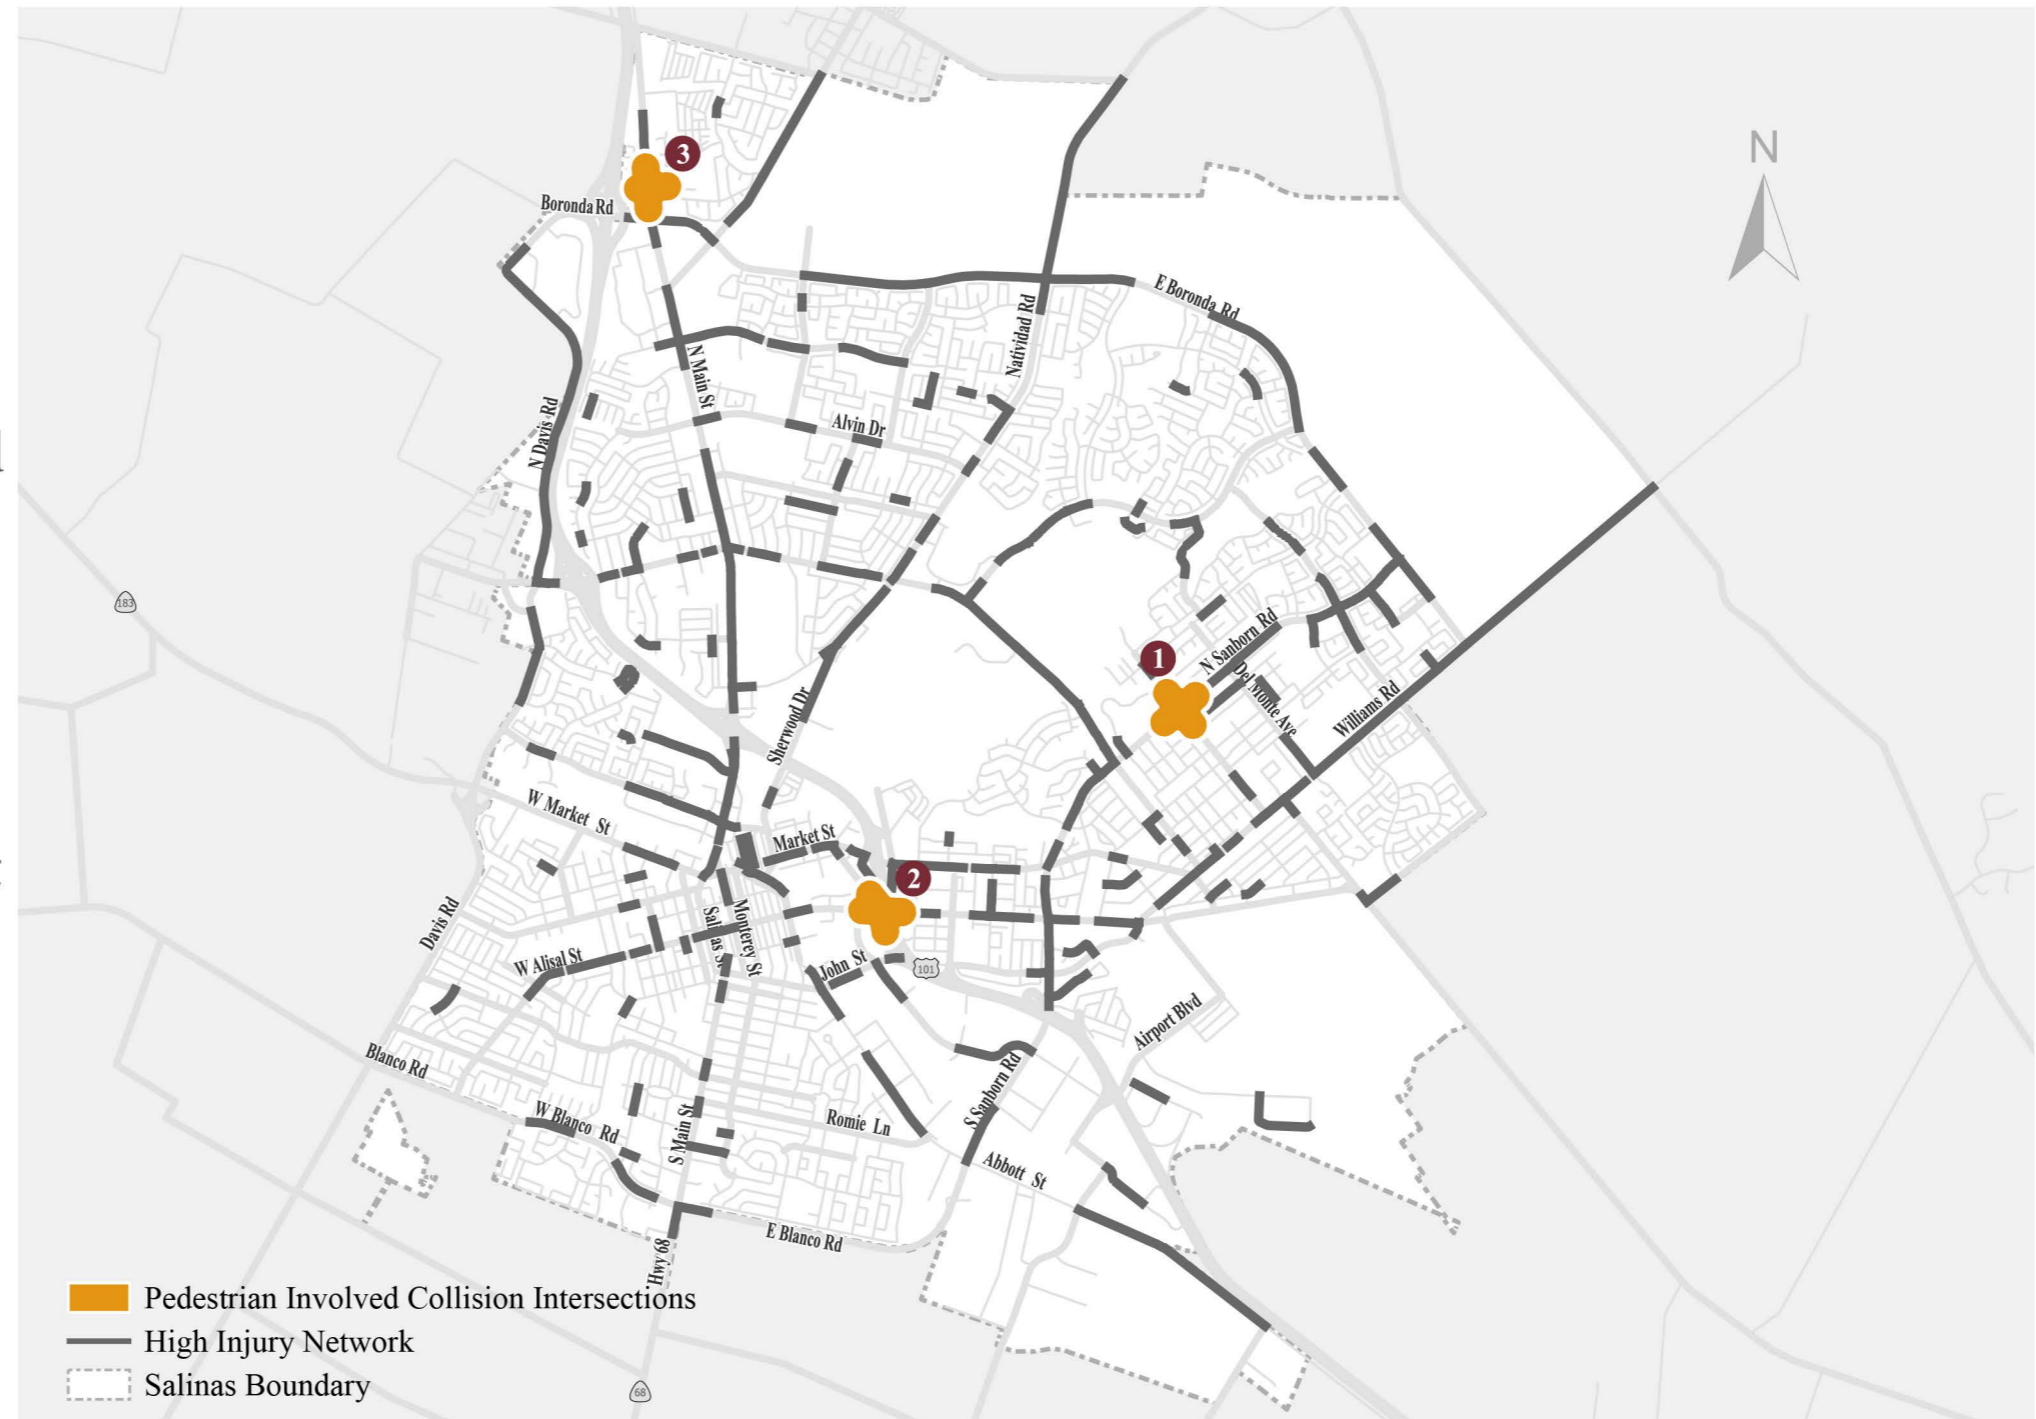 N
3
Boronda Rd
E Boronda Rd
Natividad Rd
N Main St
N Davis Rd
Alvin Dr
183
1
N Sanborn Rd
Del Monte Ave
Williams Rd
Sherwood Dr
W Market St
Market St
2
Davis Rd
Salinas St
Monterey St
W Alisal St
John St
101
Airport Blvd
Blanco Rd
W Blanco Rd
S Main St
Romie Ln
S Sanborn Rd
Abbott St
E Blanco Rd
Hwy 68
Pedestrian Involved Collision Intersections
High Injury Network
Salinas Boundary
68